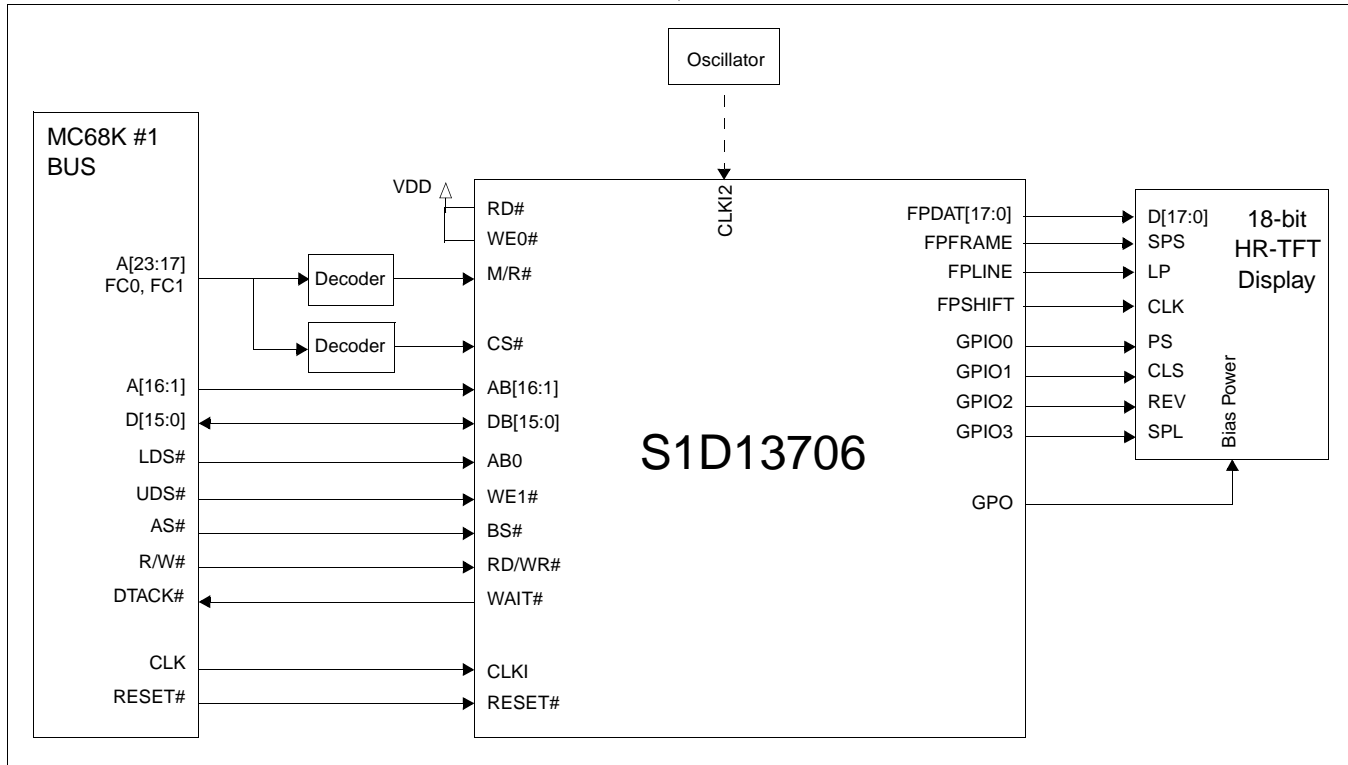 Oscillator
MC68K #1
BUS
A[23:17]
FC0, FC1
A[16:1]
D[15:0]
LDS#
UDS#
AS#
R/W#
DTACK#
CLK
RESET#
Decoder
Decoder
VDD
RD#
WE0#
M/R#
CS#
AB[16:1]
DB[15:0]
AB0
WE1#
BS#
RD/WR#
WAIT#
CLKI
RESET#
CLKI2
S1D13706
FPDAT[17:0]
FPFRAME
FPLINE
FPSHIFT
GPIO0
GPIO1
GPIO2
GPIO3
GPO
D[17:0]
SPS
LP
CLK
PS
CLS
REV
SPL
18-bit
HR-TFT
Display
Bias Power